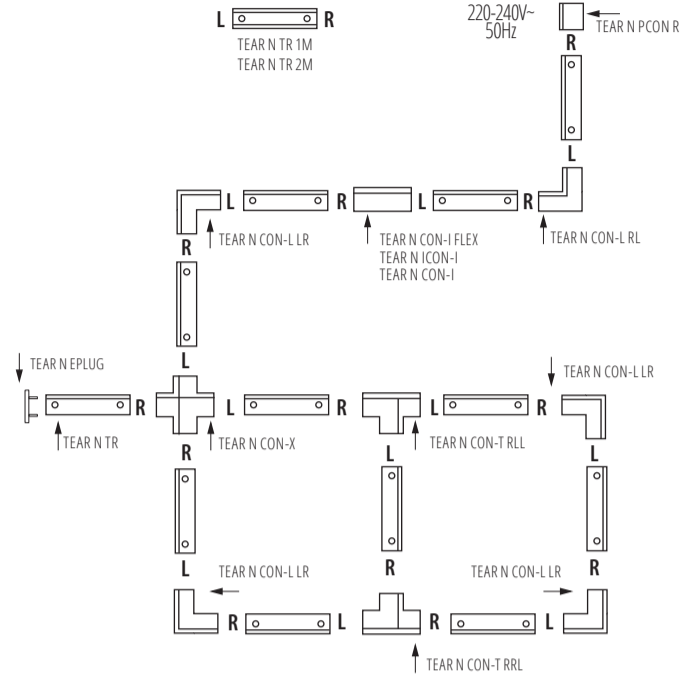 L R
TEAR N TR 1M
TEAR N TR 2M
220-240V~
50Hz
TEAR N PCON R
R
L
L R L R
TEAR N CON-L LR
TEAR N CON-I FLEX
TEAR N ICON-I
TEAR N CON-I
TEAR N CON-L RL
R
L
TEAR N EPLUG
TEAR N CON-L LR
R L R L R
TEAR N TR
TEAR N CON-X
TEAR N CON-T RLL
R L L
L R R
TEAR N CON-L LR
TEAR N CON-L LR
R L R L
TEAR N CON-T RRL